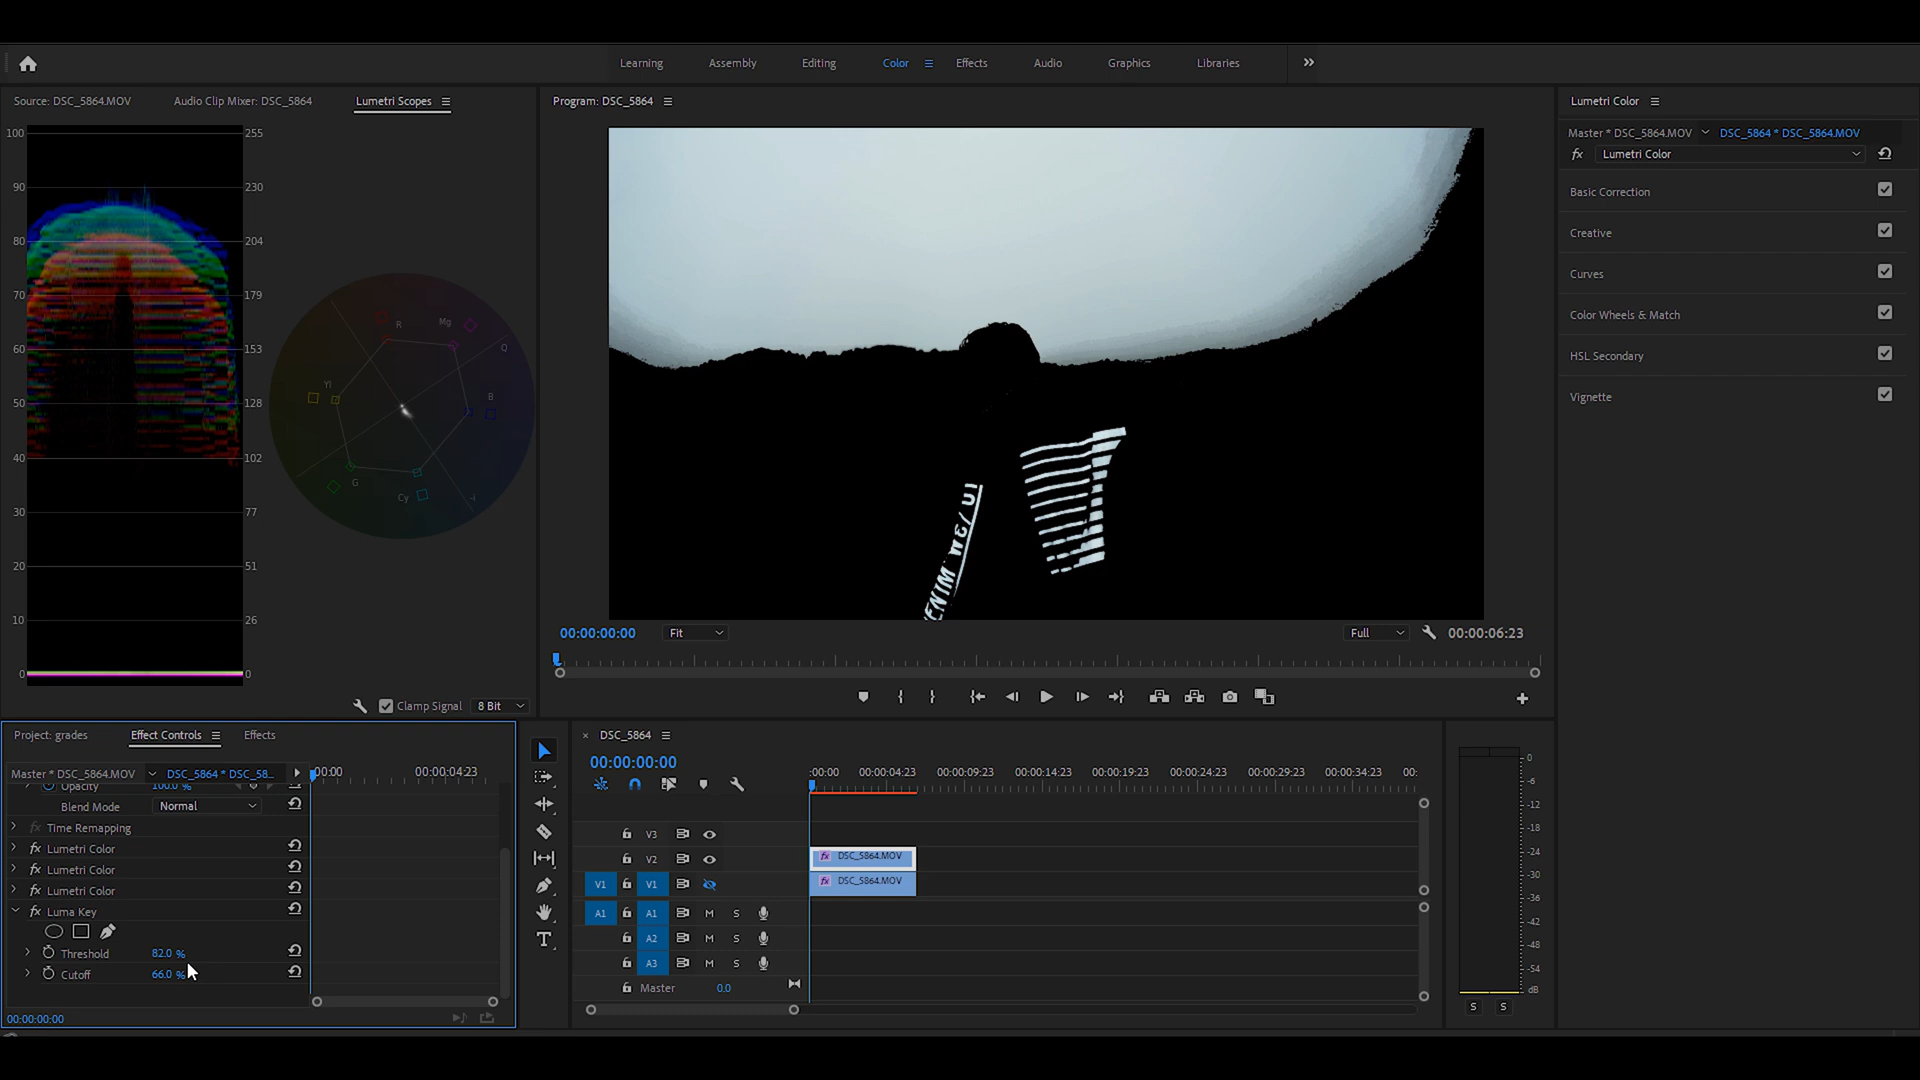 Learning Assembly Editing Color Effects Audio Graphics Libraries
Source: DSC_5864.MOV Audio Clip Mixer: DSC_5864 Lumetri Scopes
Program: DSC_5864
Lumetri Color
Master * DSC_5864.MOV DSC_5864 * DSC_5864.MOV
fx Lumetri Color
Basic Correction
Creative
Curves
Color Wheels & Match
HSL Secondary
Vignette
100 255
90 230
80 204
70 179
60 153
50 128
40 102
30 77
20 51
10 26
0 0
R Mg Q
Yl B
G Cy -I
Clamp Signal 8 Bit
00:00:00:00 Fit Full 00:00:06:23
Project: grades Effect Controls Effects
Master * DSC_5864.MOV DSC_5864 * DSC_58... :00:00 00:00:04:23
Opacity 100.0 %
Blend Mode Normal
fx Time Remapping
fx Lumetri Color
fx Lumetri Color
fx Lumetri Color
fx Luma Key
Threshold 82.0 %
Cutoff 66.0 %
00:00:00:00
DSC_5864
00:00:00:00
:00:00 00:00:04:23 00:00:09:23 00:00:14:23 00:00:19:23 00:00:24:23 00:00:29:23 00:00:34:23 00:
V3
V2 fx DSC_5864.MOV
V1 V1 fx DSC_5864.MOV
A1 A1 M S
A2 M S
A3 M S
Master 0.0
0
-6
-12
-18
-24
-30
-36
-42
-48
-54
dB
S S